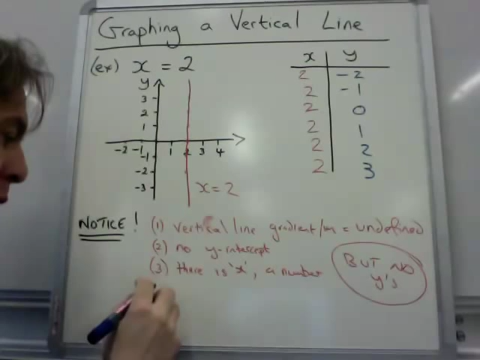 Graphing a Vertical Line
(ex) x = 2
x y
2 -2
2 -1
2 0
2 1
2 2
2 3
y
3
2
1
-2 -1 1 2 3 4
-1
-2
-3
x = 2
NOTICE!
(1) vertical line gradient/m = undefined
(2) no y-intercept
(3) there is 'x', a number
BUT NO
y's